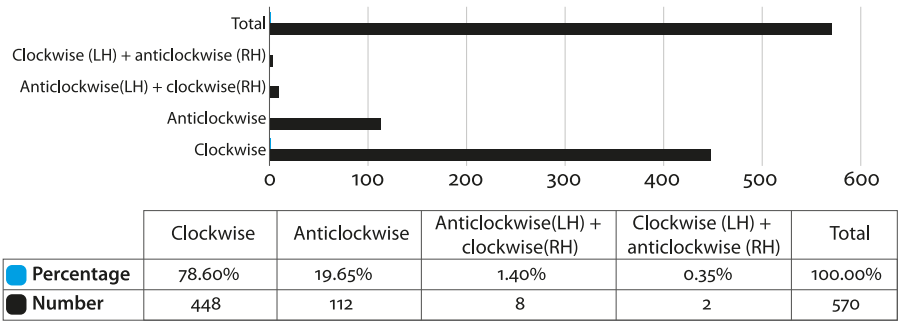 Total
Clockwise (LH) + anticlockwise (RH)
Anticlockwise(LH) + clockwise(RH)
Anticlockwise
Clockwise
0 100 200 300 400 500 600
Clockwise Anticlockwise Anticlockwise(LH) + clockwise(RH) Clockwise (LH) + anticlockwise (RH) Total
Percentage 78.60% 19.65% 1.40% 0.35% 100.00%
Number 448 112 8 2 570